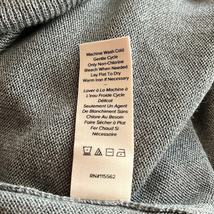 Machine Wash Cold
Gentle Cycle
Only Non-Chlorine
Bleach When Needed
Lay Flat To Dry
Warm Iron If Necessary
Laver À La Machine À
L'eau Froide Cycle
Délicat
Seulement Un Agent
De Blanchiment Sans
Chlore Au Besoin
Faire Sécher À Plat
Fer Chaud Si
Nécessaire
RN#115562